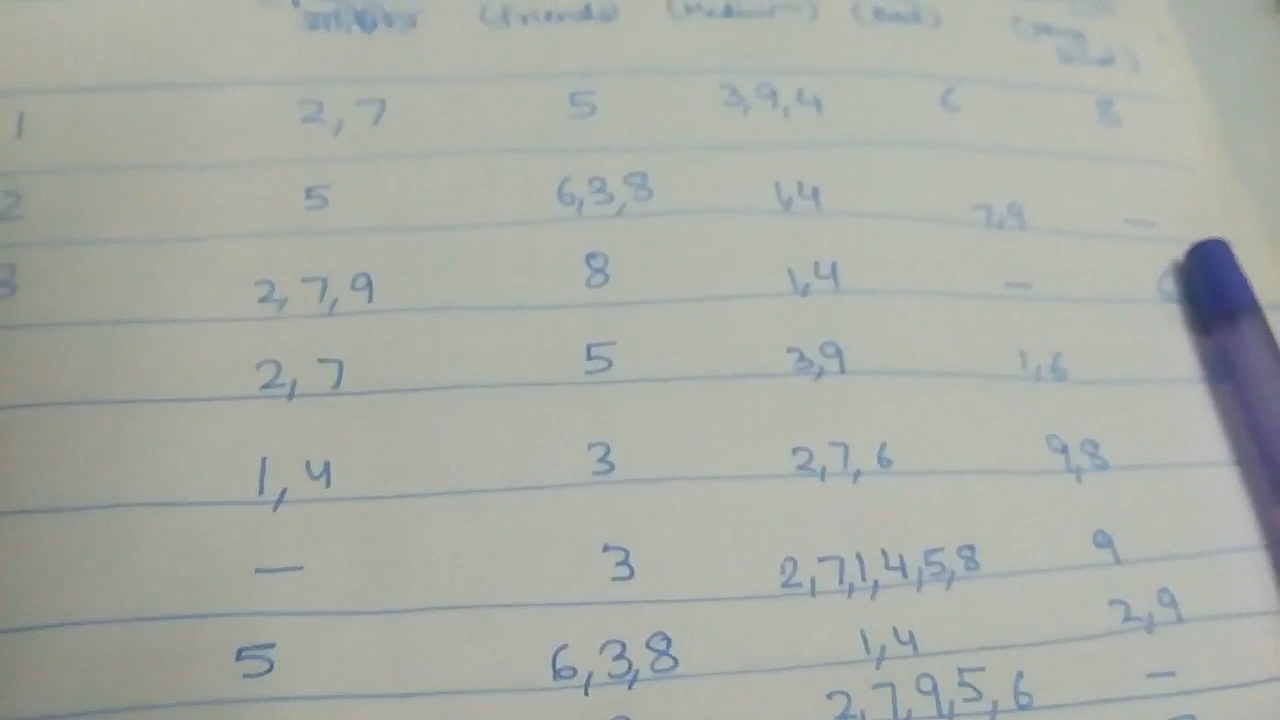 (friends) (Medium)
1 2,7 5 3,9,4 6 8
2 5 6,3,8 1,4 7,9 —
3 2,7,9 8 1,4 —
2,7 5 3,9 1,6
1,4 3 2,7,6 9,8
— 3 2,7,1,4,5,8 9
5 6,3,8 1,4 2,9
2,7,9,5,6 —